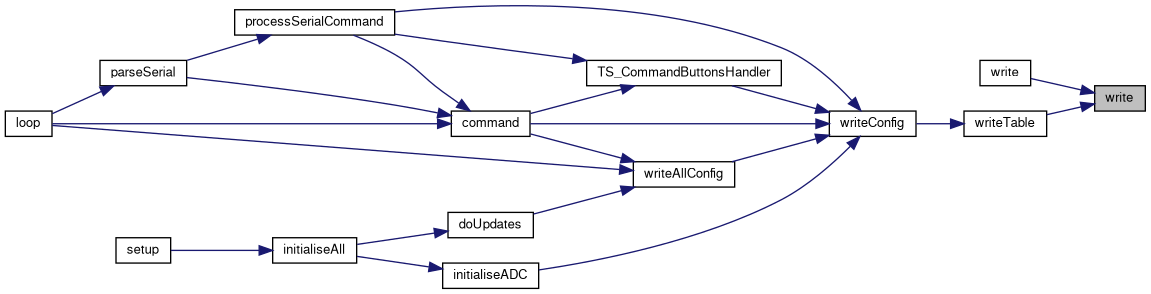 processSerialCommand
parseSerial
TS_CommandButtonsHandler
write
write
loop
command
writeConfig
writeTable
writeAllConfig
doUpdates
setup
initialiseAll
initialiseADC